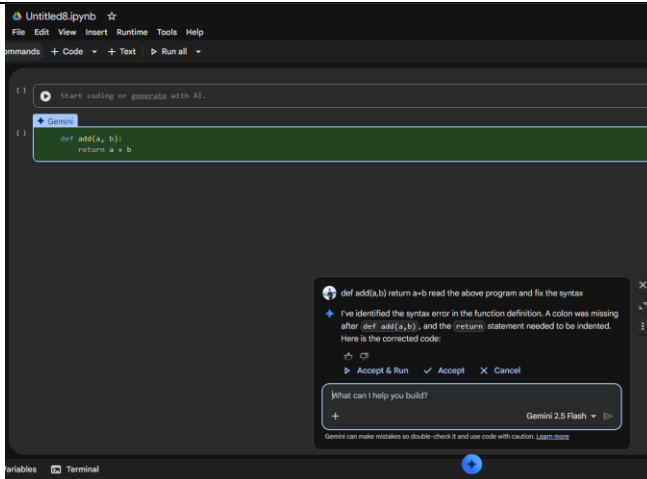 Untitled8.ipynb
File Edit View Insert Runtime Tools Help
ommands + Code + Text Run all
[ ] Start coding or generate with AI.
Gemini
[ ] def add(a, b):
return a + b
def add(a,b) return a+b read the above program and fix the syntax
I've identified the syntax error in the function definition. A colon was missing
after def add(a,b), and the return statement needed to be indented.
Here is the corrected code:
Accept & Run Accept Cancel
What can I help you build?
+ Gemini 2.5 Flash
Gemini can make mistakes so double-check it and use code with caution. Learn more
Variables Terminal